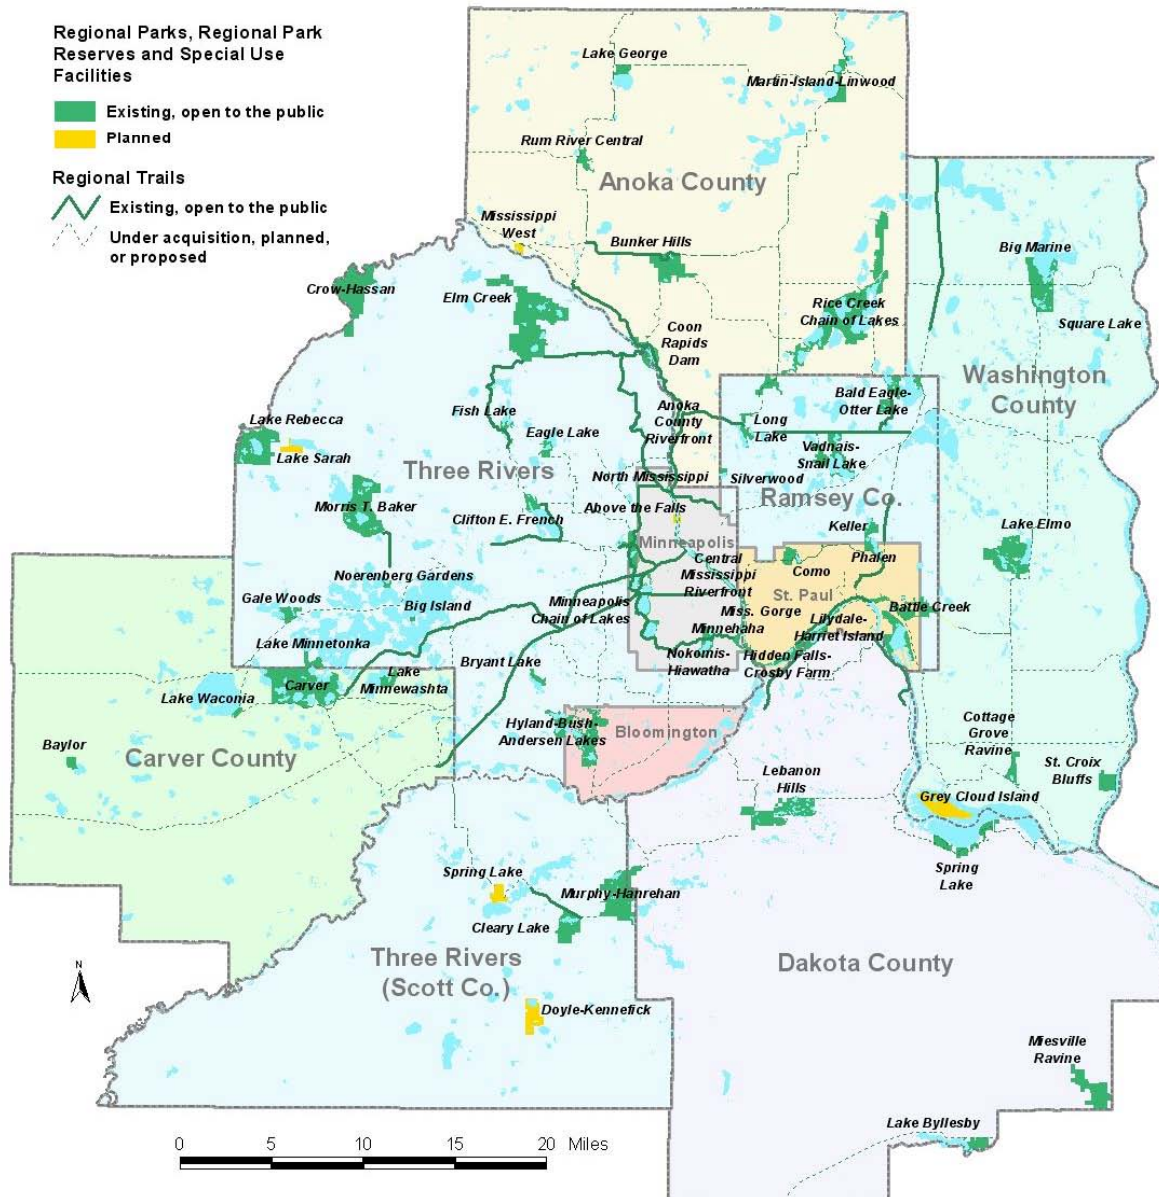 Regional Parks, Regional Park
Reserves and Special Use
Facilities
Existing, open to the public
Planned
Regional Trails
Existing, open to the public
Under acquisition, planned,
or proposed
Lake George
Martin-Island-Linwood
Rum River Central
Anoka County
Mississippi
West
Bunker Hills
Big Marine
Crow-Hassan
Elm Creek
Rice Creek
Chain of Lakes
Square Lake
Coon
Rapids
Dam
Washington
County
Bald Eagle-
Otter Lake
Fish Lake
Anoka
County
Riverfront
Long
Lake
Lake Rebecca
Eagle Lake
Lake Sarah
Three Rivers
Vadnais-
Snail Lake
North Mississippi
Silverwood
Ramsey Co.
Morris T. Baker
Above the Falls
Clifton E. French
Keller
Lake Elmo
Minneapolis
Central
Mississippi
Riverfront
Phalen
Como
Noerenberg Gardens
St. Paul
Gale Woods
Big Island
Minneapolis
Chain of Lakes
Miss. Gorge
Minnehaha
Lilydale-
Harriet Island
Battle Creek
Lake Minnetonka
Bryant Lake
Nokomis-
Hiawatha
Hidden Falls-
Crosby Farm
Lake
Minnewashta
Carver
Lake Waconia
Hyland-Bush-
Andersen Lakes
Bloomington
Cottage
Grove
Ravine
Baylor
Carver County
St. Croix
Bluffs
Lebanon
Hills
Grey Cloud Island
Spring
Lake
Spring Lake
Murphy-Hanrehan
Cleary Lake
Three Rivers
(Scott Co.)
Dakota County
N
Doyle-Kennefick
Miesville
Ravine
Lake Byllesby
0 5 10 15 20 Miles